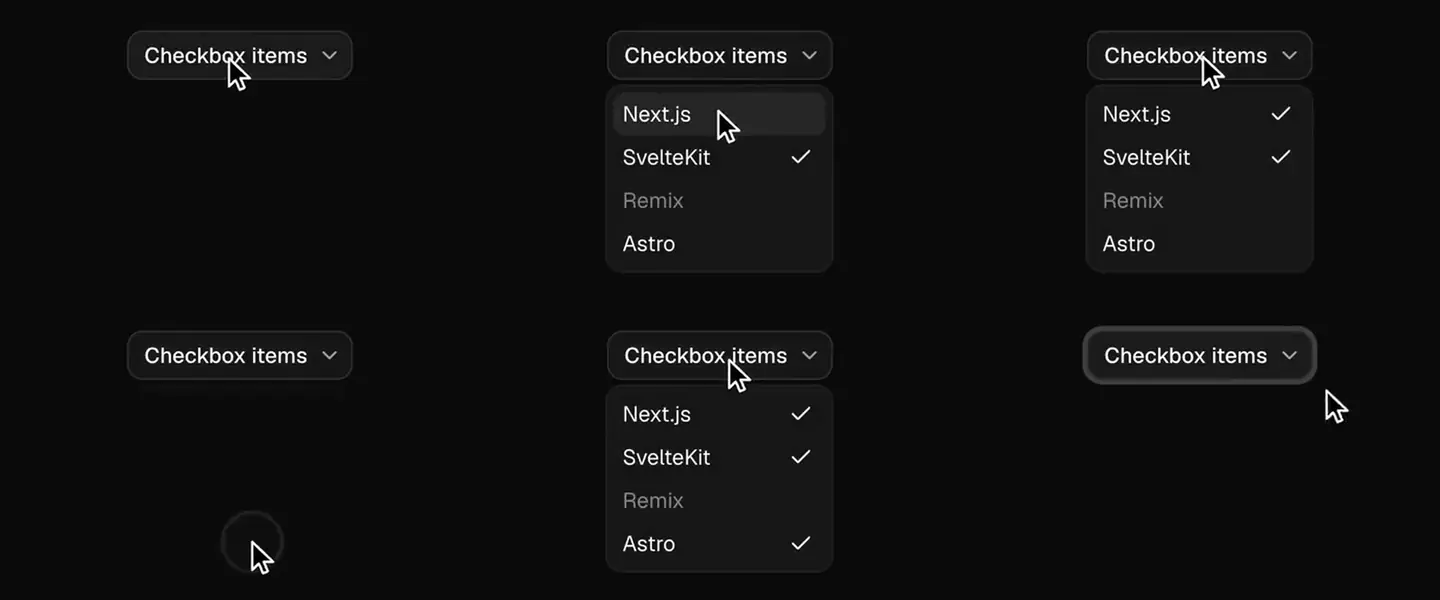 Checkbox items
Checkbox items
Next.js
SvelteKit
Remix
Astro
Checkbox items
Next.js
SvelteKit
Remix
Astro
Checkbox items
Checkbox items
Next.js
SvelteKit
Remix
Astro
Checkbox items